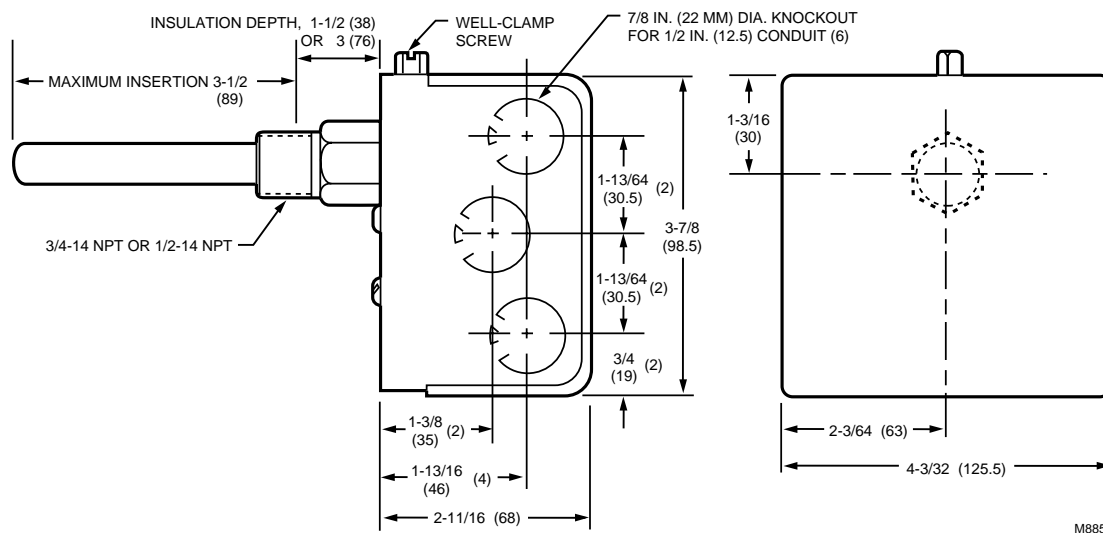 INSULATION DEPTH, 1-1/2 (38)
OR 3 (76)
WELL-CLAMP
SCREW
7/8 IN. (22 MM) DIA. KNOCKOUT
FOR 1/2 IN. (12.5) CONDUIT (6)
MAXIMUM INSERTION 3-1/2
(89)
1-3/16
(30)
1-13/64 (2)
(30.5)
3-7/8
(98.5)
3/4-14 NPT OR 1/2-14 NPT
1-13/64 (2)
(30.5)
3/4 (2)
(19)
1-3/8 (2)
(35)
2-3/64 (63)
1-13/16 (4)
(46)
4-3/32 (125.5)
2-11/16 (68)
M885